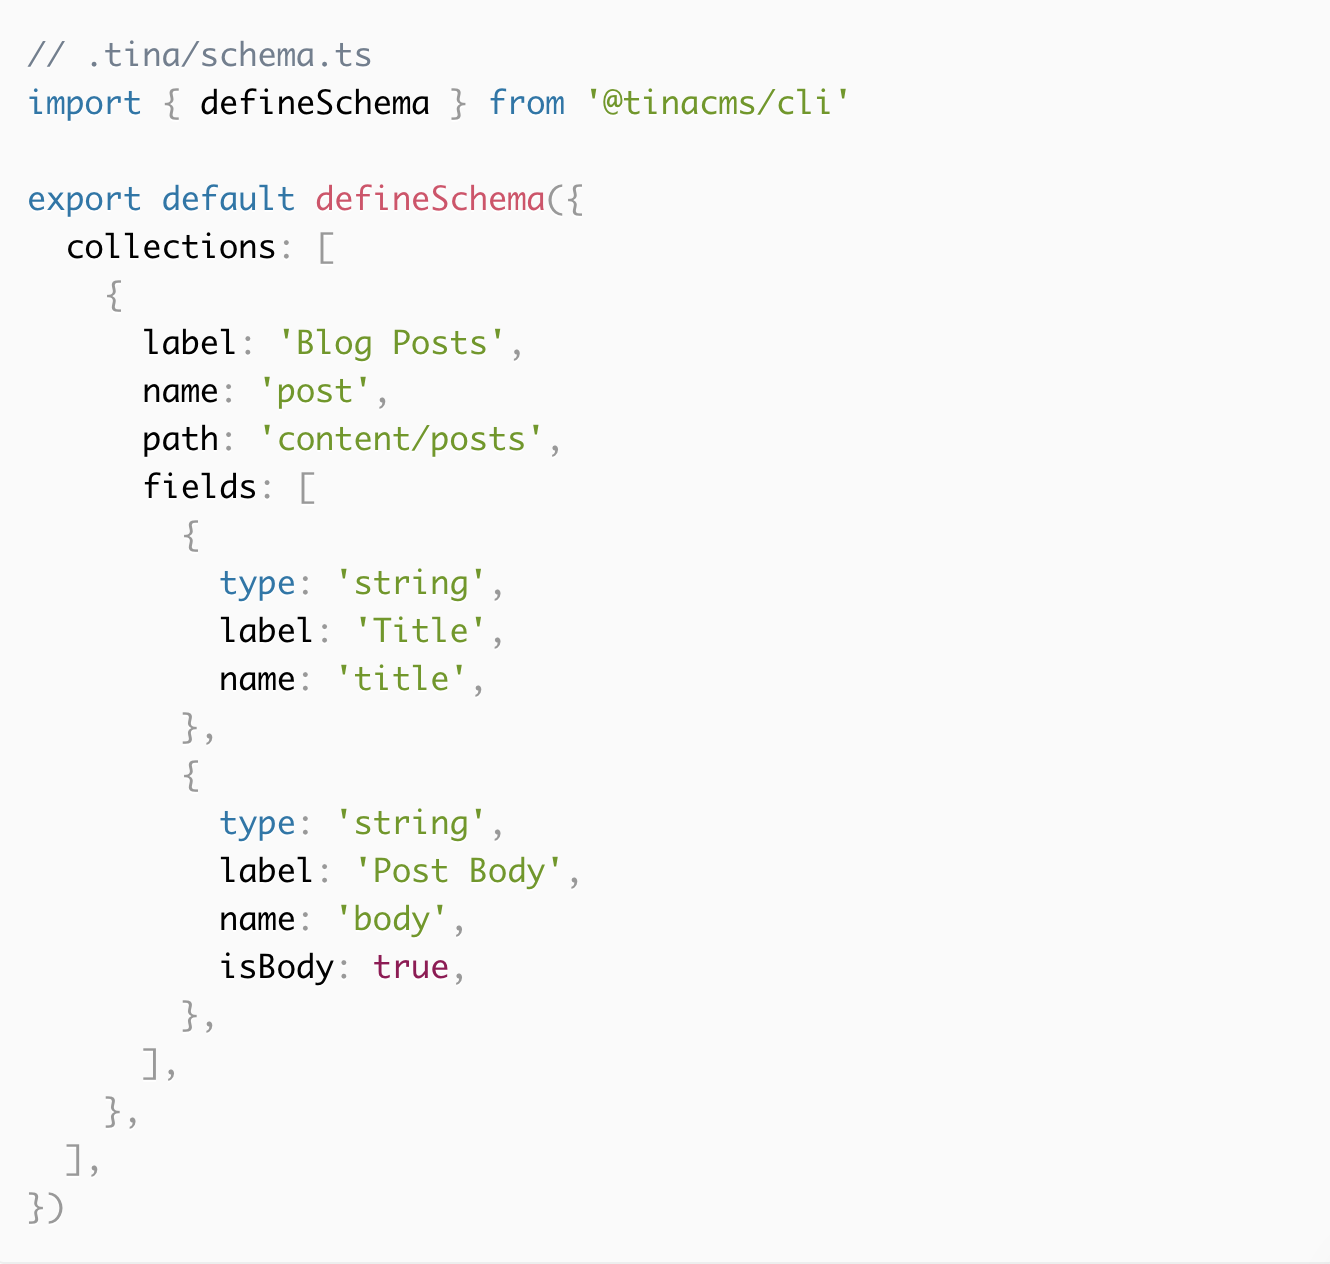 // .tina/schema.ts
import { defineSchema } from '@tinacms/cli'

export default defineSchema({
  collections: [
    {
      label: 'Blog Posts',
      name: 'post',
      path: 'content/posts',
      fields: [
        {
          type: 'string',
          label: 'Title',
          name: 'title',
        },
        {
          type: 'string',
          label: 'Post Body',
          name: 'body',
          isBody: true,
        },
      ],
    },
  ],
})